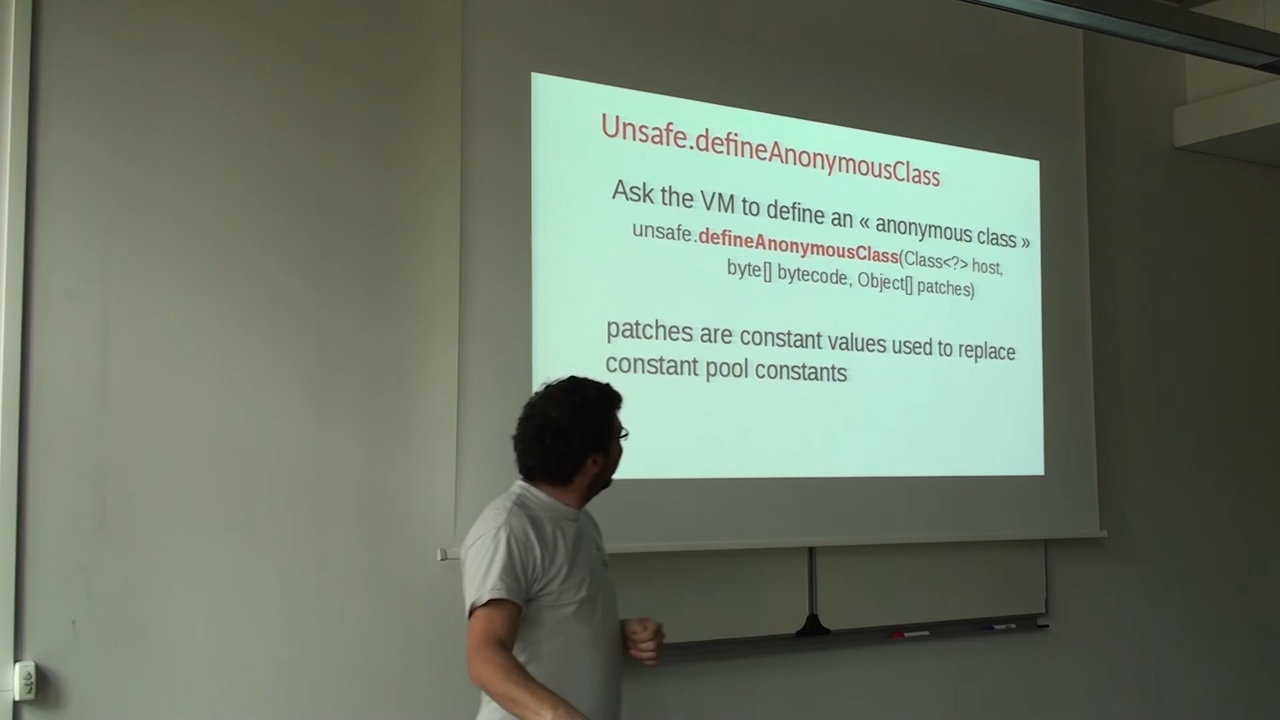 Unsafe.defineAnonymousClass
Ask the VM to define an « anonymous class »
unsafe.defineAnonymousClass(Class<?> host,
byte[] bytecode, Object[] patches)
patches are constant values used to replace
constant pool constants